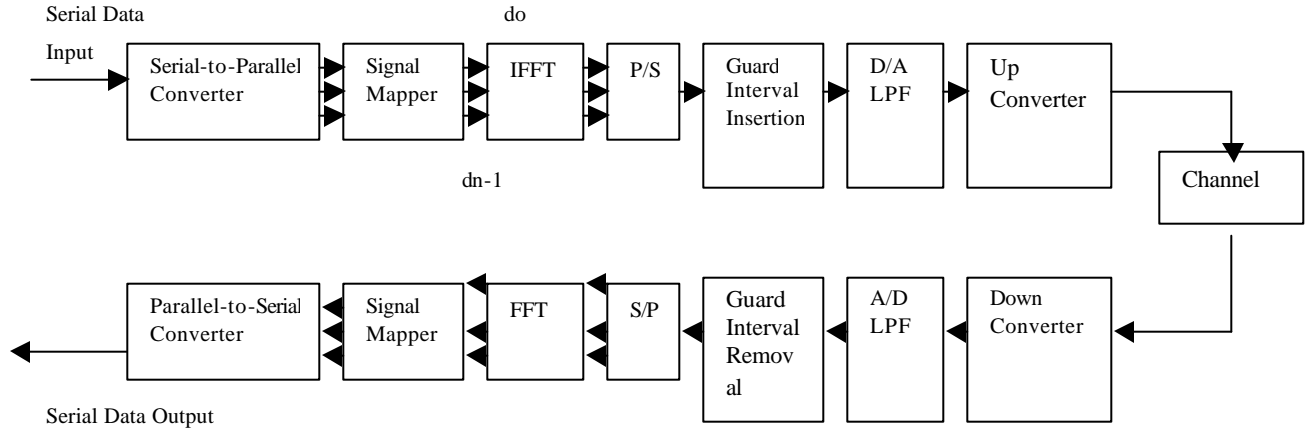 Serial Data
Input
do
Serial-to-Parallel
Converter
Signal
Mapper
IFFT
P/S
Guard
Interval
Insertion
D/A
LPF
Up
Converter
dn-1
Channel
Parallel-to-Serial
Converter
Signal
Mapper
FFT
S/P
Guard
Interval
Remov
al
A/D
LPF
Down
Converter
Serial Data Output